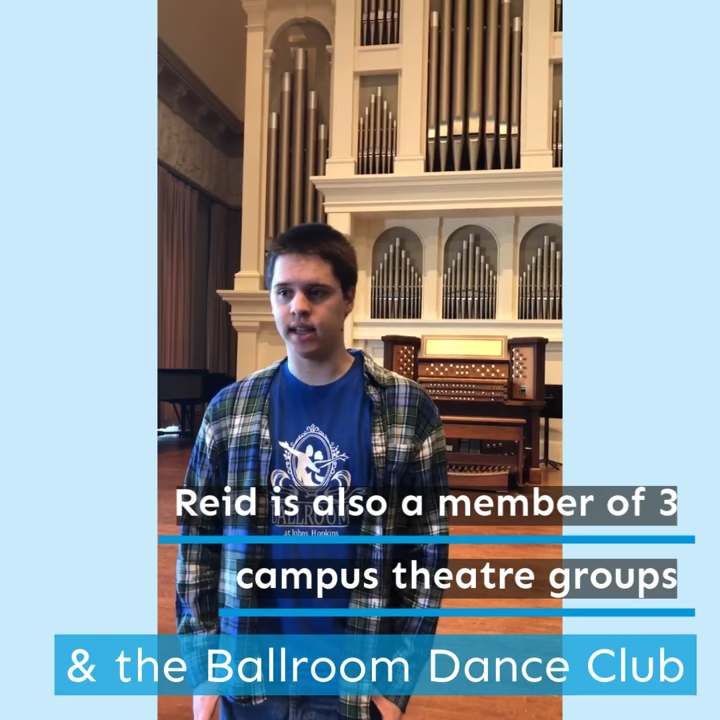 BALLROOM
at Johns Hopkins
Reid is also a member of 3
campus theatre groups
& the Ballroom Dance Club